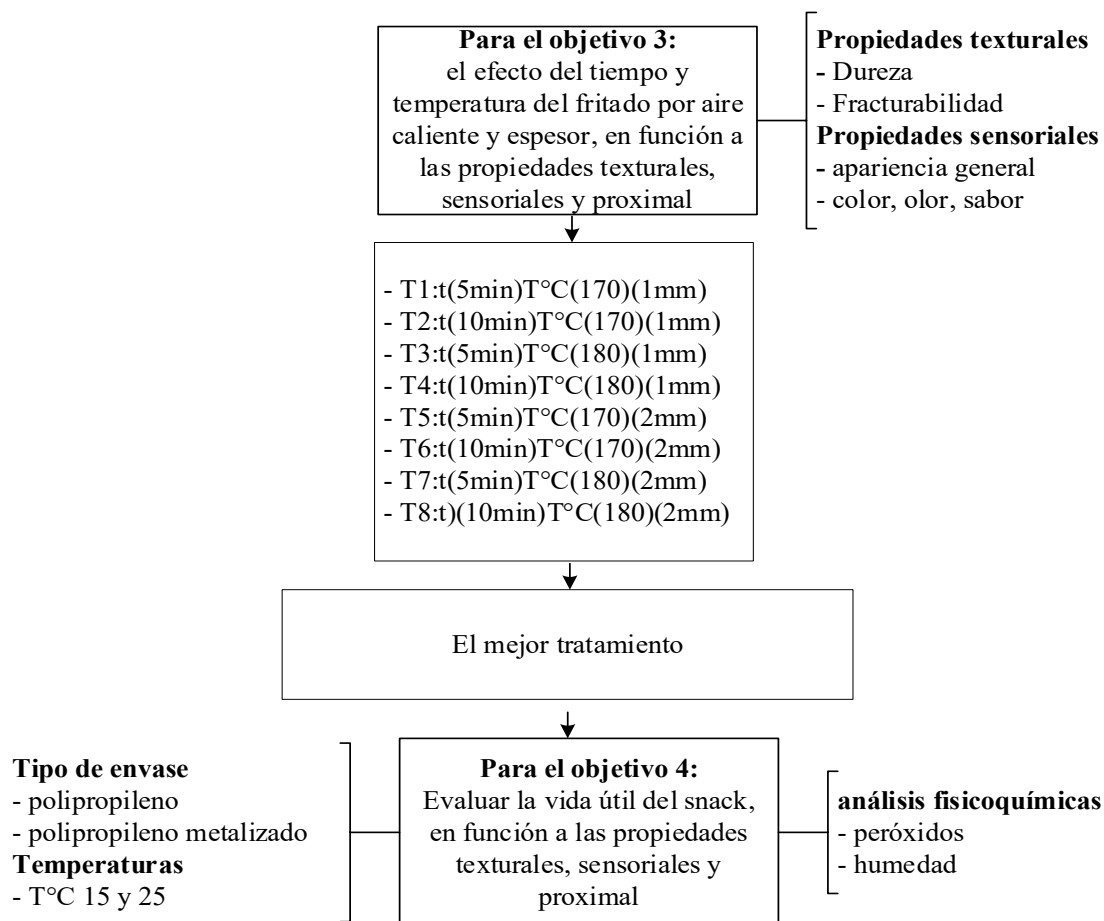 Para el objetivo 3:
el efecto del tiempo y
temperatura del fritado por aire
caliente y espesor, en función a
las propiedades texturales,
sensoriales y proximal
Propiedades texturales
- Dureza
- Fracturabilidad
Propiedades sensoriales
- apariencia general
- color, olor, sabor
- T1:t(5min)T°C(170)(1mm)
- T2:t(10min)T°C(170)(1mm)
- T3:t(5min)T°C(180)(1mm)
- T4:t(10min)T°C(180)(1mm)
- T5:t(5min)T°C(170)(2mm)
- T6:t(10min)T°C(170)(2mm)
- T7:t(5min)T°C(180)(2mm)
- T8:t)(10min)T°C(180)(2mm)
El mejor tratamiento
Tipo de envase
- polipropileno
- polipropileno metalizado
Temperaturas
- T°C 15 y 25
Para el objetivo 4:
Evaluar la vida útil del snack,
en función a las propiedades
texturales, sensoriales y
proximal
análisis fisicoquímicas
- peróxidos
- humedad